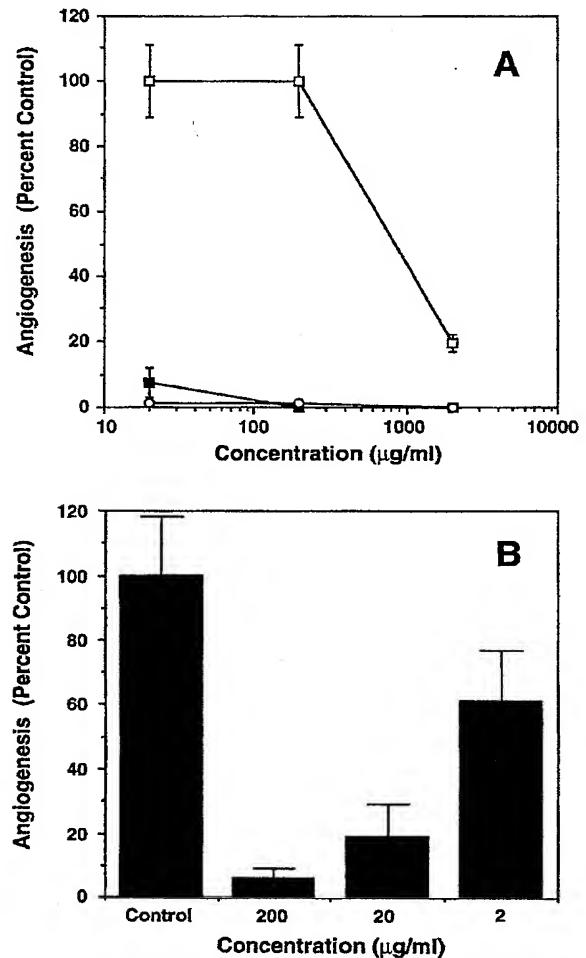 120
A
100
80
60
40
20
0
Angiogenesis (Percent Control)
10 100 1000 10000
Concentration (μg/ml)
120
B
100
80
60
40
20
0
Angiogenesis (Percent Control)
Control 200 20 2
Concentration (μg/ml)